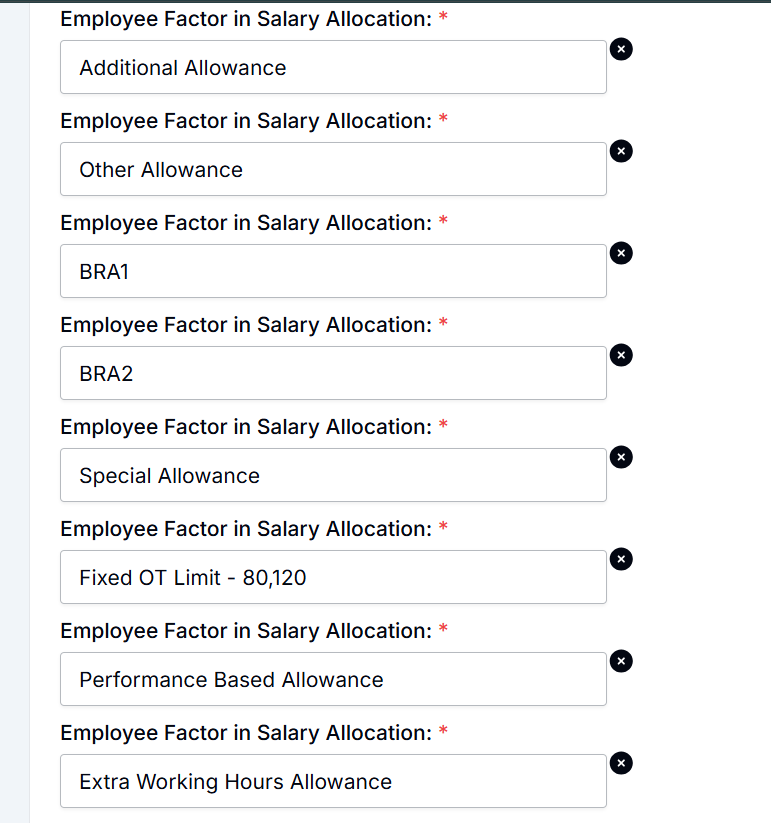 Employee Factor in Salary Allocation: *
Additional Allowance
Employee Factor in Salary Allocation: *
Other Allowance
Employee Factor in Salary Allocation: *
BRA1
Employee Factor in Salary Allocation: *
BRA2
Employee Factor in Salary Allocation: *
Special Allowance
Employee Factor in Salary Allocation: *
Fixed OT Limit - 80,120
Employee Factor in Salary Allocation: *
Performance Based Allowance
Employee Factor in Salary Allocation: *
Extra Working Hours Allowance